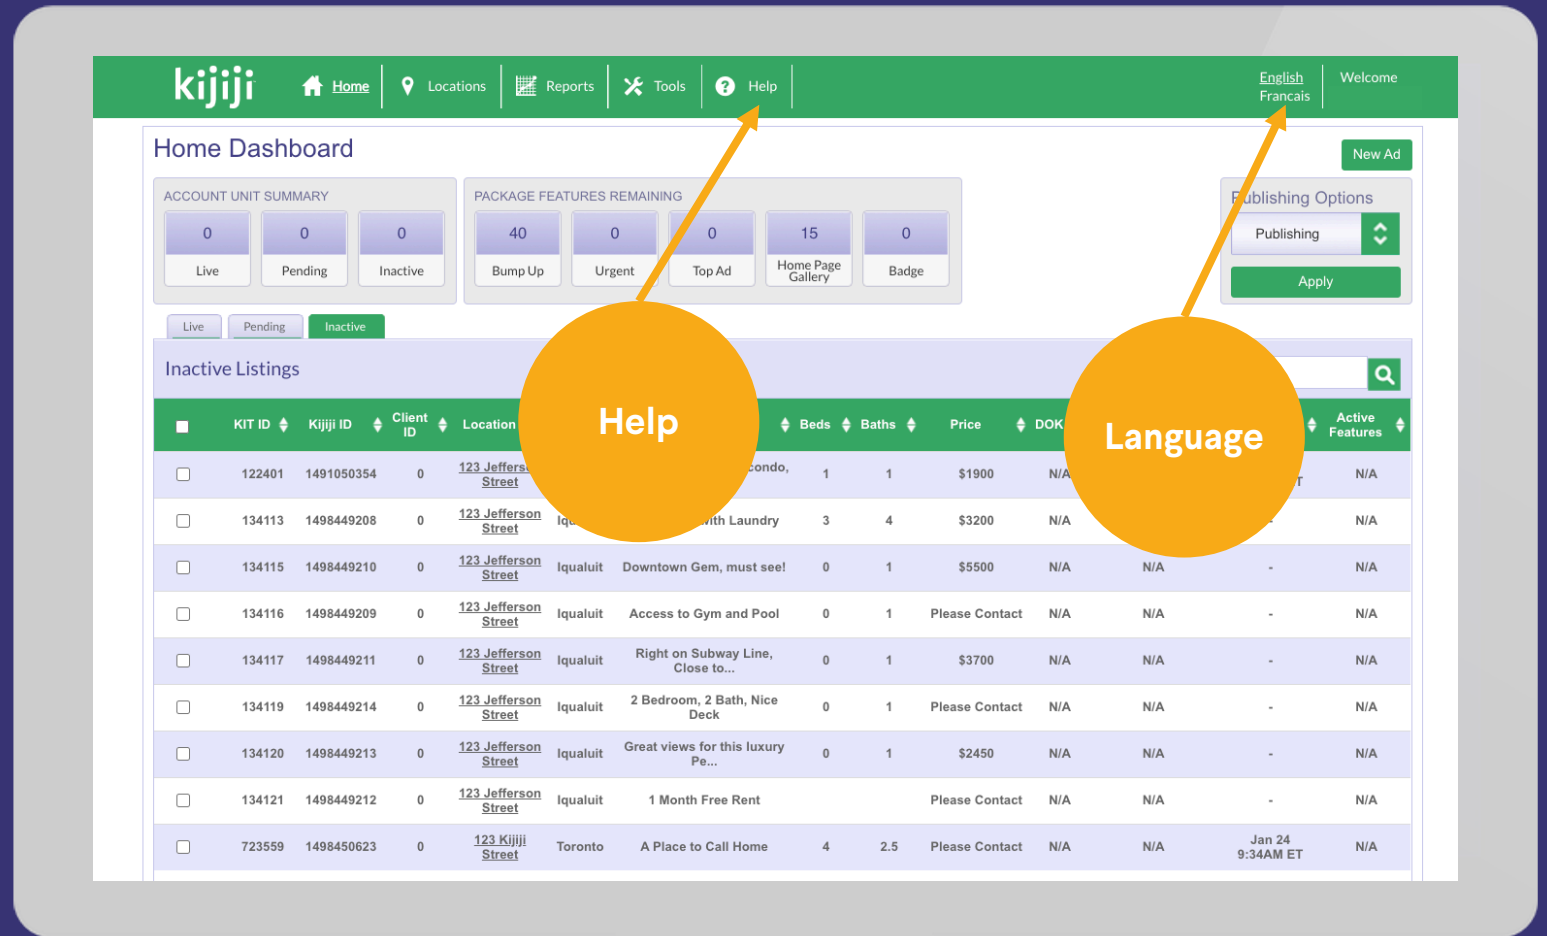 kijiji
Home
Locations
Reports
Tools
Help
English
Francais
Welcome
Home Dashboard
New Ad
ACCOUNT UNIT SUMMARY
0
0
0
Live
Pending
Inactive
PACKAGE FEATURES REMAINING
40
0
0
15
0
Bump Up
Urgent
Top Ad
Home Page
Gallery
Badge
Publishing Options
Publishing
Apply
Live
Pending
Inactive
Inactive Listings
Help
Language
KIT ID
Kijiji ID
Client
ID
Location
Beds
Baths
Price
DOK
Active
Features
122401 1491050354 0 123 Jefferson
Street
condo, 1 1 $1900 N/A N/A
134113 1498449208 0 123 Jefferson
Street
with Laundry 3 4 $3200 N/A - N/A
134115 1498449210 0 123 Jefferson
Street
Iqualuit Downtown Gem, must see! 0 1 $5500 N/A N/A - N/A
134116 1498449209 0 123 Jefferson
Street
Iqualuit Access to Gym and Pool 0 1 Please Contact N/A N/A - N/A
134117 1498449211 0 123 Jefferson
Street
Iqualuit Right on Subway Line,
Close to...
0 1 $3700 N/A N/A - N/A
134119 1498449214 0 123 Jefferson
Street
Iqualuit 2 Bedroom, 2 Bath, Nice
Deck
0 1 Please Contact N/A N/A - N/A
134120 1498449213 0 123 Jefferson
Street
Iqualuit Great views for this luxury
Pe...
0 1 $2450 N/A N/A - N/A
134121 1498449212 0 123 Jefferson
Street
Iqualuit 1 Month Free Rent Please Contact N/A N/A - N/A
723559 1498450623 0 123 Kijiji
Street
Toronto A Place to Call Home 4 2.5 Please Contact N/A N/A Jan 24
9:34AM ET
N/A